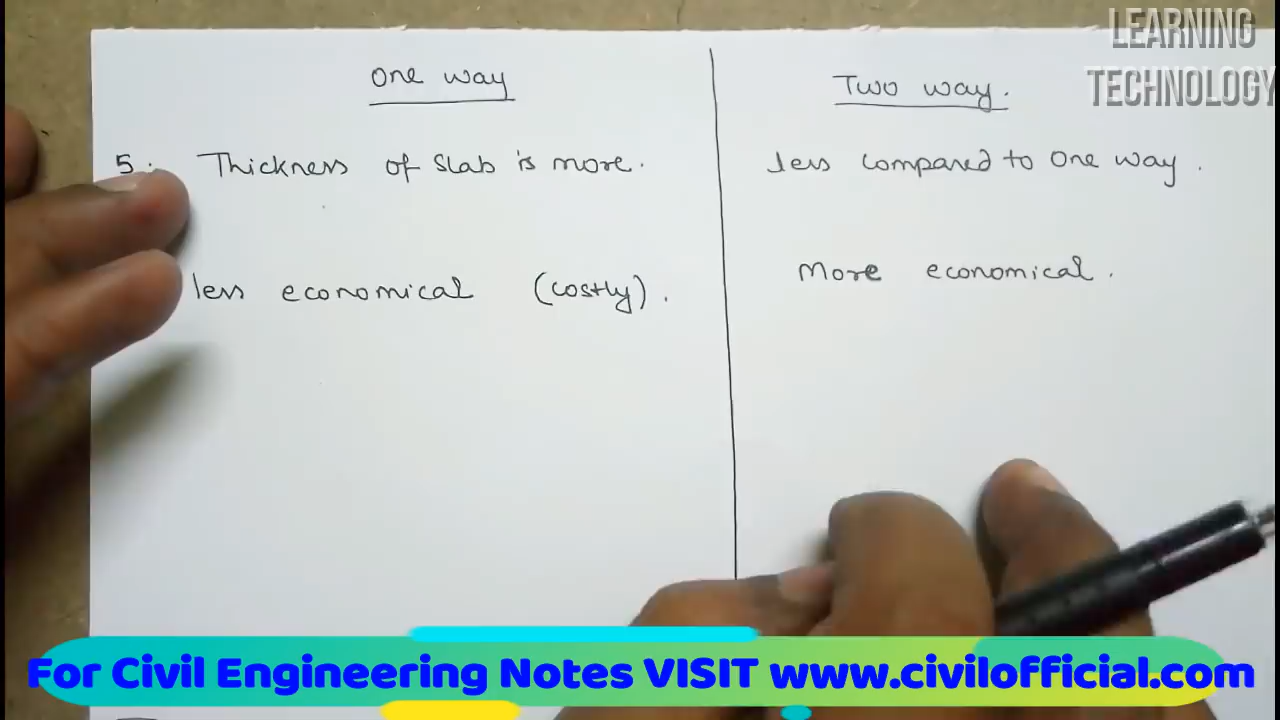 LEARNING
TECHNOLOGY
One way
Two way.
5. Thickness of slab is more.
less compared to One way.
less economical (costly).
More economical.
For Civil Engineering Notes VISIT www.civilofficial.com